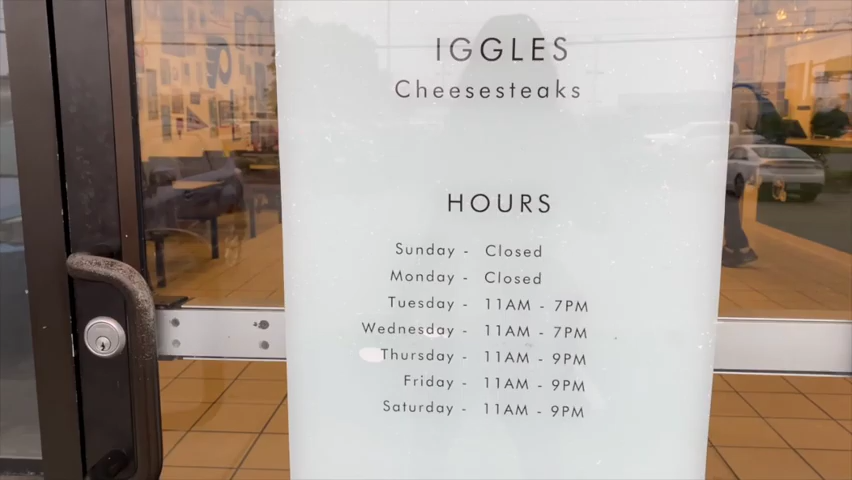 IGGLES
Cheesesteaks
HOURS
Sunday - Closed
Monday - Closed
Tuesday - 11AM - 7PM
Wednesday - 11AM - 7PM
Thursday - 11AM - 9PM
Friday - 11AM - 9PM
Saturday - 11AM - 9PM